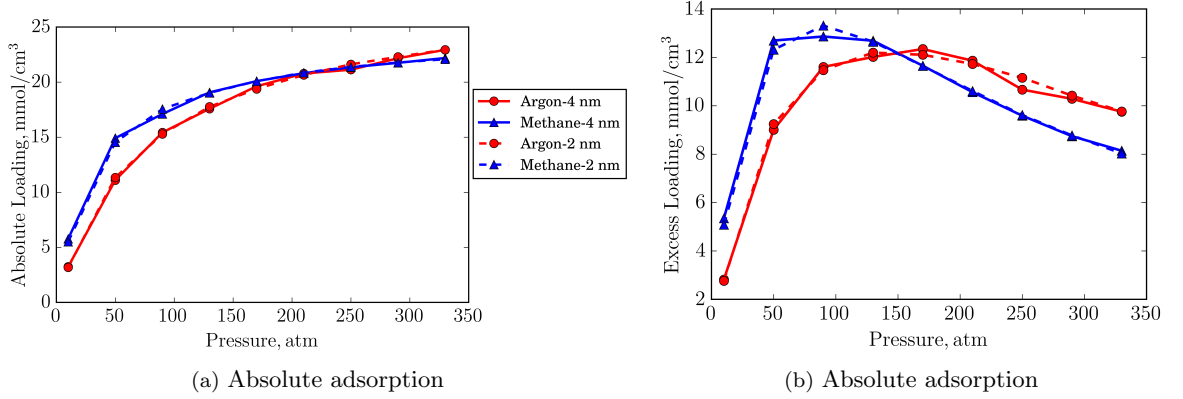 25
20
15
10
5
0
0
50
100
150
200
250
300
350
Absolute Loading, mmol/cm³
Pressure, atm
Argon-4 nm
Methane-4 nm
Argon-2 nm
Methane-2 nm
(a) Absolute adsorption
14
12
10
8
6
4
2
0
50
100
150
200
250
300
350
Excess Loading, mmol/cm³
Pressure, atm
(b) Absolute adsorption